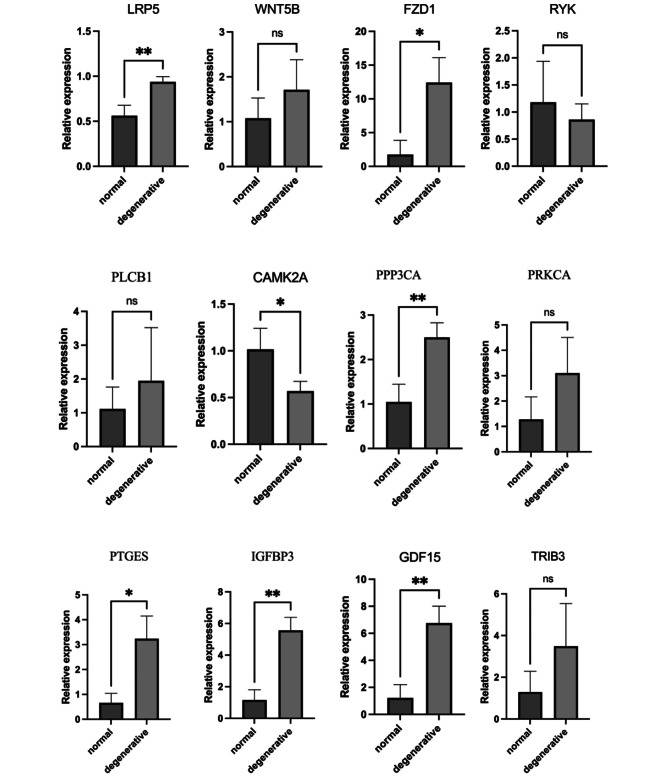 LRP5 WNT5B FZD1 RYK
** ns * ns
Relative expression Relative expression Relative expression Relative expression
1.5 1.0 0.5 0.0
3 2 1 0
20 15 10 5 0
2.5 2.0 1.5 1.0 0.5 0.0
normal degenerative normal degenerative normal degenerative normal degenerative
PLCB1 CAMK2A PPP3CA PRKCA
ns * ** ns
Relative expression Relative expression Relative expression Relative expression
4 3 2 1 0
1.5 1.0 0.5 0.0
3 2 1 0
5 4 3 2 1 0
normal degenerative normal degenerative normal degenerative normal degenerative
PTGES IGFBP3 GDF15 TRIB3
* ** ** ns
Relative expression Relative expression Relative expression Relative expression
5 4 3 2 1 0
8 6 4 2 0
10 8 6 4 2 0
6 4 2 0
normal degenerative normal degenerative normal degenerative normal degenerative